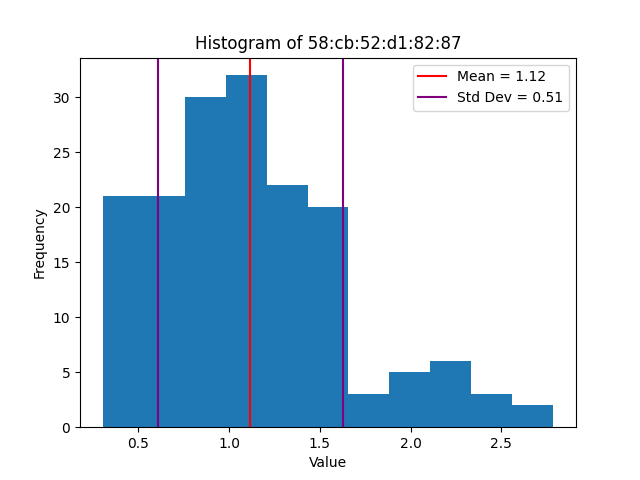 Histogram of 58:cb:52:d1:82:87
Mean = 1.12
Std Dev = 0.51
30
25
20
15
10
5
0
Frequency
0.5 1.0 1.5 2.0 2.5
Value